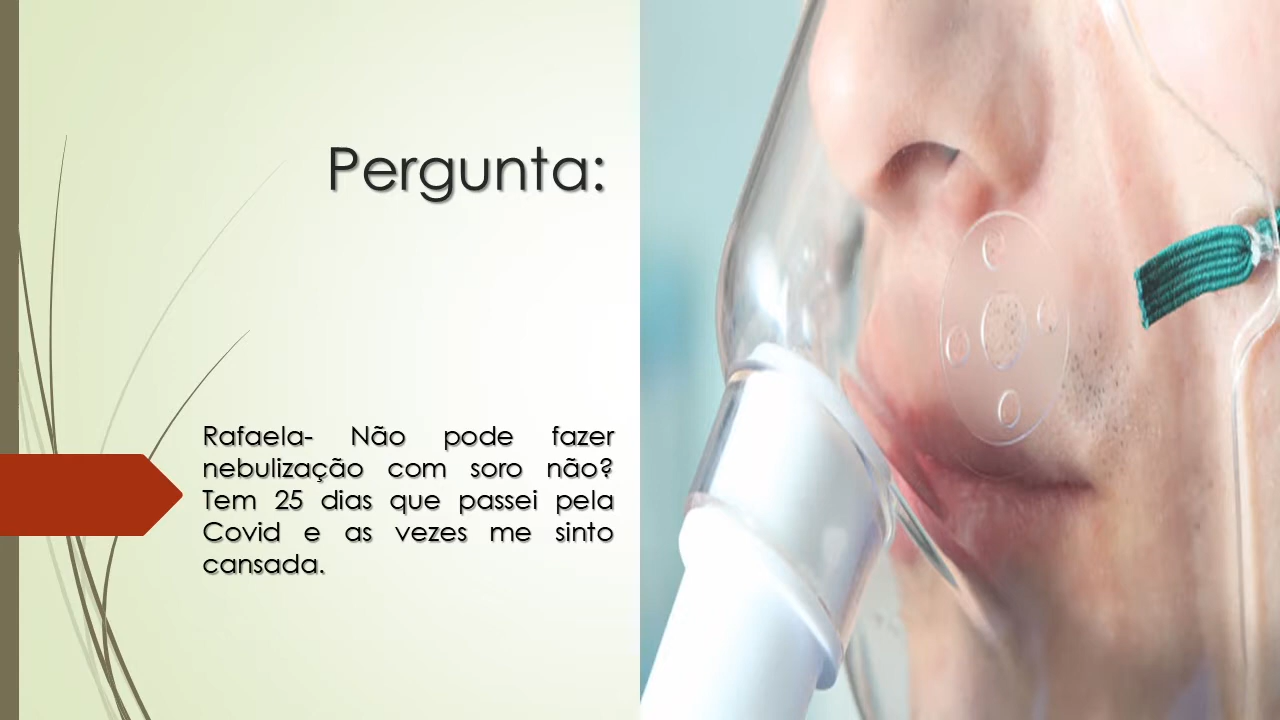 Pergunta:
Rafaela- Não pode fazer
nebulização com soro não?
Tem 25 dias que passei pela
Covid e as vezes me sinto
cansada.